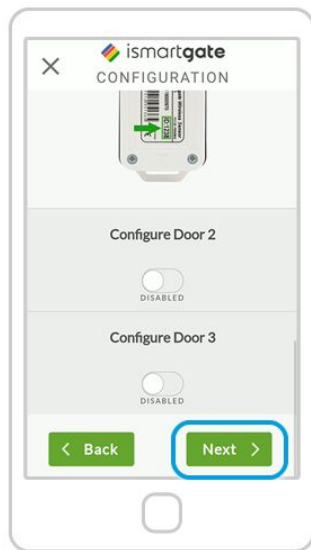 ismartgate
CONFIGURATION
Configure Door 2
DISABLED
Configure Door 3
DISABLED
Back
Next